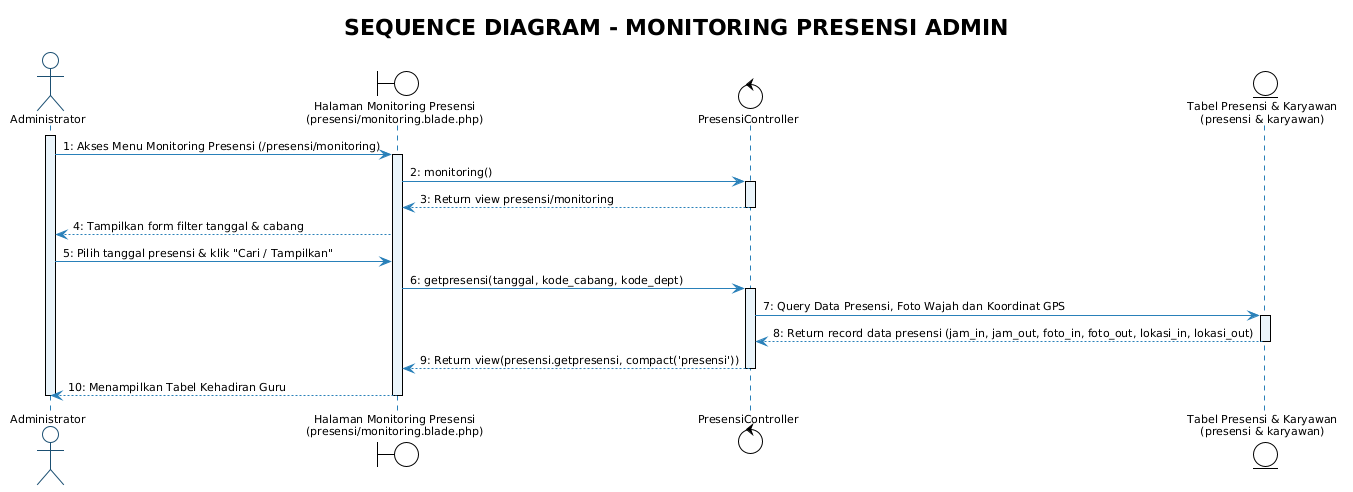 SEQUENCE DIAGRAM - MONITORING PRESENSI ADMIN
Administrator
Halaman Monitoring Presensi
(presensi/monitoring.blade.php)
PresensiController
Tabel Presensi & Karyawan
(presensi & karyawan)
1: Akses Menu Monitoring Presensi (/presensi/monitoring)
2: monitoring()
3: Return view presensi/monitoring
4: Tampilkan form filter tanggal & cabang
5: Pilih tanggal presensi & klik "Cari / Tampilkan"
6: getpresensi(tanggal, kode_cabang, kode_dept)
7: Query Data Presensi, Foto Wajah dan Koordinat GPS
8: Return record data presensi (jam_in, jam_out, foto_in, foto_out, lokasi_in, lokasi_out)
9: Return view(presensi.getpresensi, compact('presensi'))
10: Menampilkan Tabel Kehadiran Guru
Administrator
Halaman Monitoring Presensi
(presensi/monitoring.blade.php)
PresensiController
Tabel Presensi & Karyawan
(presensi & karyawan)